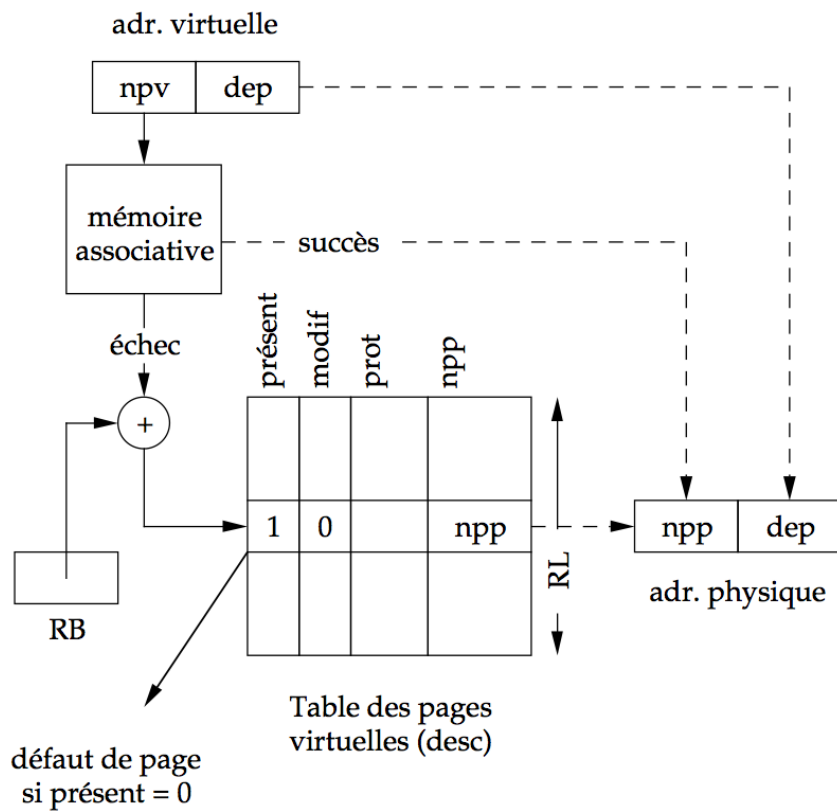 adr. virtuelle
npv dep
mémoire
associative
succès
échec
présent modif prot npp
+
1 0 npp
npp dep
RL
RB
adr. physique
Table des pages
virtuelles (desc)
défaut de page
si présent = 0